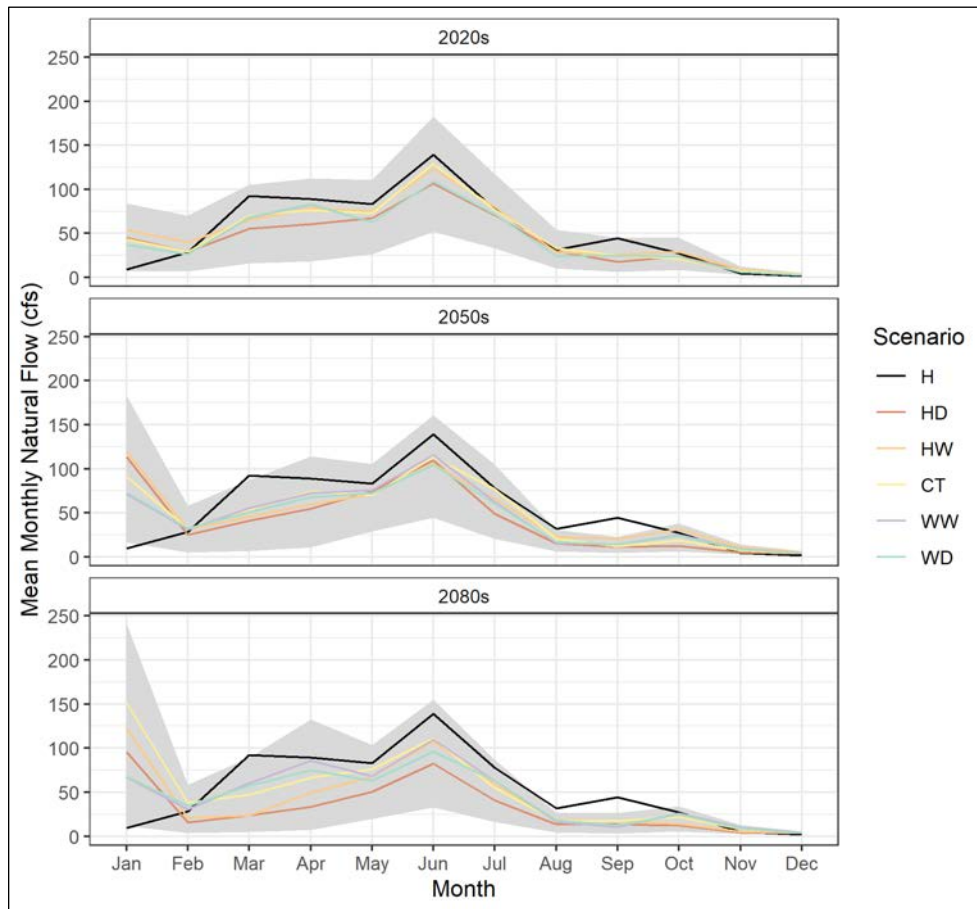 2020s
250
200
150
100
50
0
2050s
250
200
150
100
50
0
2080s
250
200
150
100
50
0
Mean Monthly Natural Flow (cfs)
Jan Feb Mar Apr May Jun Jul Aug Sep Oct Nov Dec
Month
Scenario
H
HD
HW
CT
WW
WD